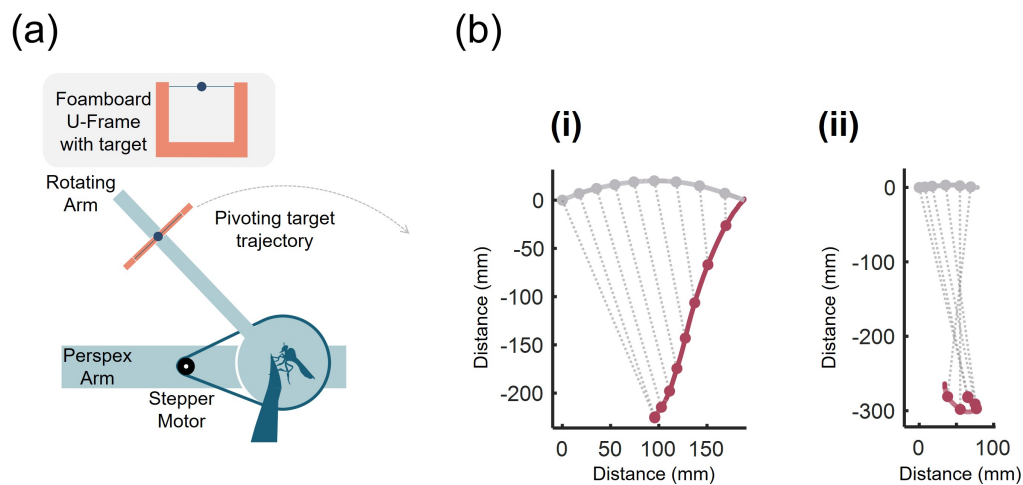 (a)
Foamboard
U-Frame
with target
Rotating
Arm
Pivoting target
trajectory
Perspex
Arm
Stepper
Motor
(b)
(i)
0
-50
-100
-150
-200
Distance (mm)
0 50 100 150
Distance (mm)
(ii)
0
-100
-200
-300
Distance (mm)
0 100
Distance (mm)